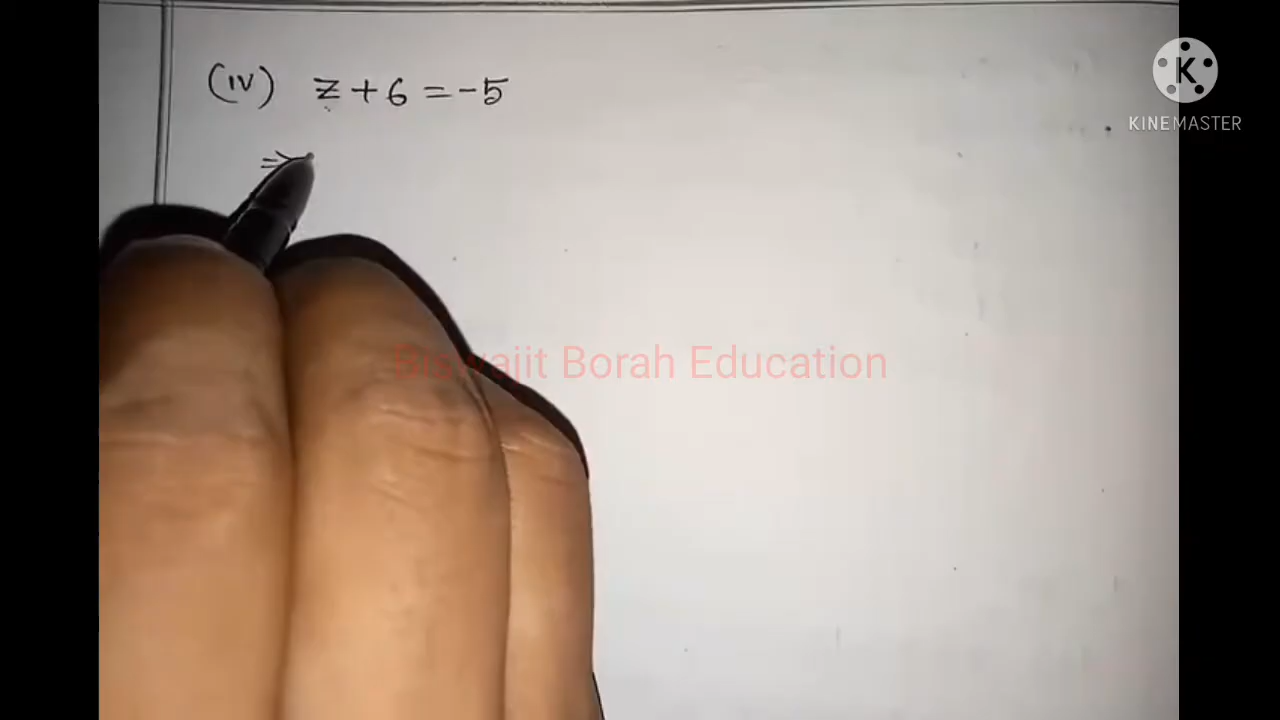 (iv) z + 6 = -5
=>
K
KINEMASTER
Biswajit Borah Education